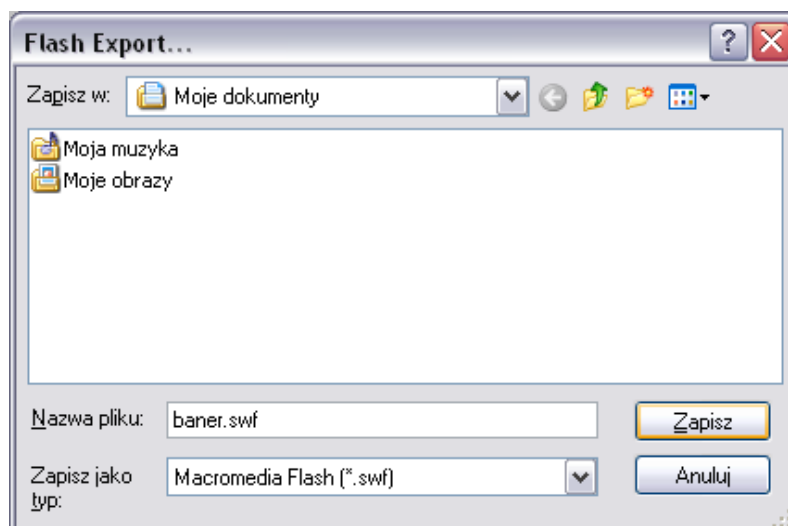 Flash Export...
Zapisz w:
Moje dokumenty
Moja muzyka
Moje obrazy
Nazwa pliku:
baner.swf
Zapisz
Zapisz jako
typ:
Macromedia Flash (*.swf)
Anuluj